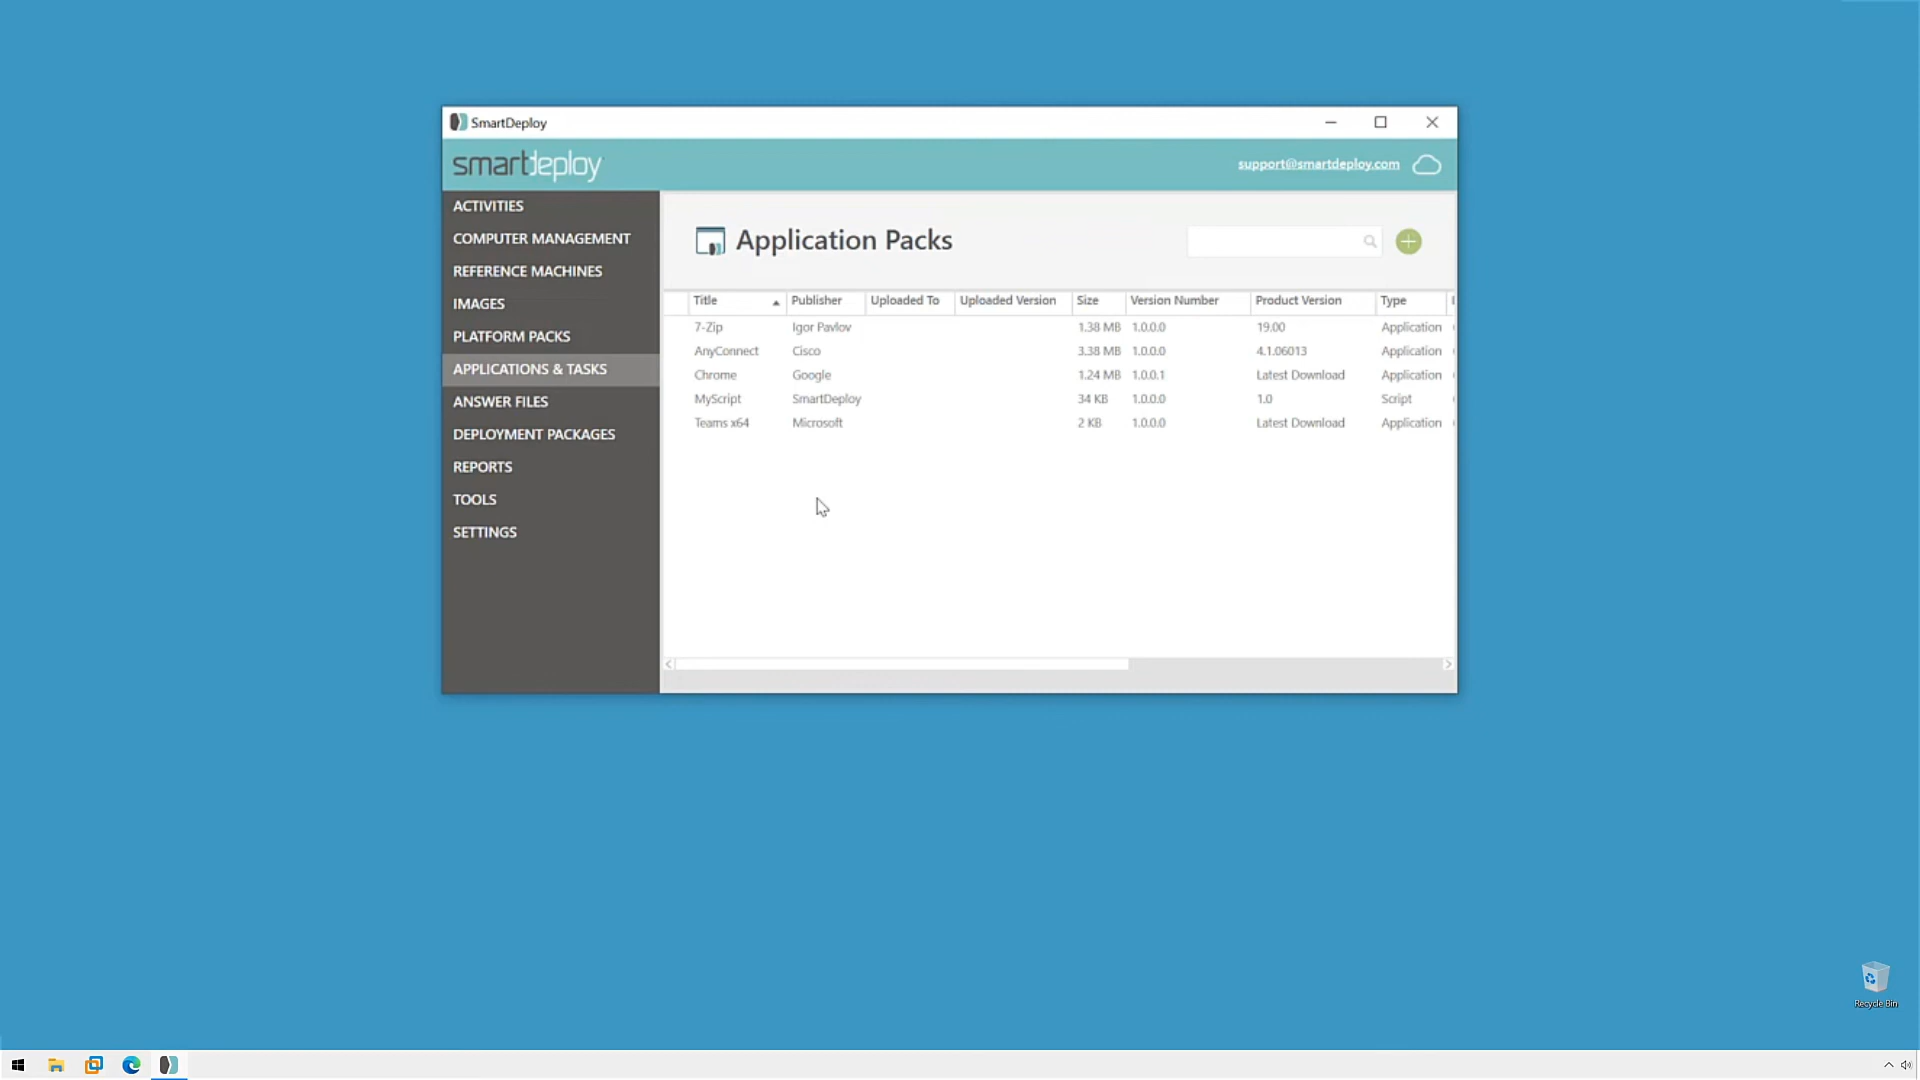 SmartDeploy
smartdeploy
support@smartdeploy.com
ACTIVITIES
COMPUTER MANAGEMENT
REFERENCE MACHINES
IMAGES
PLATFORM PACKS
APPLICATIONS & TASKS
ANSWER FILES
DEPLOYMENT PACKAGES
REPORTS
TOOLS
SETTINGS
Application Packs
Title Publisher Uploaded To Uploaded Version Size Version Number Product Version Type
7-Zip Igor Pavlov 1.38 MB 1.0.0.0 19.00 Application
AnyConnect Cisco 3.38 MB 1.0.0.0 4.1.06013 Application
Chrome Google 1.24 MB 1.0.0.1 Latest Download Application
MyScript SmartDeploy 34 KB 1.0.0.0 1.0 Script
Teams x64 Microsoft 2 KB 1.0.0.0 Latest Download Application
Recycle Bin